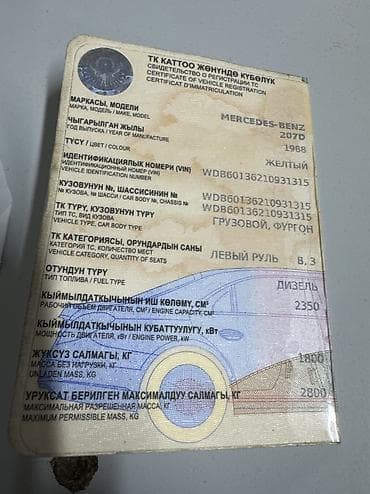 ТК КАТТОО ЖӨНҮНДӨ КҮБӨЛҮК
СВИДЕТЕЛЬСТВО О РЕГИСТРАЦИИ ТС
CERTIFICATE OF VEHICLE REGISTRATION
CERTIFICAT D'IMMATRICULATION
МАРКАСЫ, МОДЕЛИ
МАРКА, МОДЕЛЬ / MAKE, MODEL
MERCEDES-BENZ
207D
ЧЫГАРЫЛГАН ЖЫЛЫ
ГОД ВЫПУСКА / YEAR OF MANUFACTURE
1988
ТҮСҮ / ЦВЕТ / COLOUR
ЖЕЛТЫЙ
ИДЕНТИФИКАЦИЯЛЫК НОМЕРИ (VIN)
ИДЕНТИФИКАЦИОННЫЙ НОМЕР (VIN)
VEHICLE IDENTIFICATION NUMBER
WDB60136210931315
КУЗОВУНУН №, ШАССИСИНИН №
№ КУЗОВА, № ШАССИ / CAR BODY №, CHASSIS №
WDB60136210931315
WDB60136210931315
ТК ТҮРҮ, КУЗОВУНУН ТҮРҮ
ТИП ТС, ВИД КУЗОВА
VEHICLE TYPE, CAR BODY TYPE
ГРУЗОВОЙ, ФУРГОН
ТК КАТЕГОРИЯСЫ, ОРУНДАРДЫН САНЫ
КАТЕГОРИЯ ТС, КОЛИЧЕСТВО МЕСТ
VEHICLE CATEGORY, QUANTITY OF SEATS
ЛЕВЫЙ РУЛЬ B, 3
ОТУНДУН ТҮРҮ
ТИП ТОПЛИВА / FUEL TYPE
ДИЗЕЛЬ
КЫЙМЫЛДАТКЫЧЫНЫН ИШ КӨЛӨМҮ, СМ³
РАБОЧИЙ ОБЪЕМ ДВИГАТЕЛЯ, СМ³ / ENGINE CAPACITY, CM³
2350
КЫЙМЫЛДАТКЫЧЫНЫН КУБАТТУУЛУГУ, кВт
МОЩНОСТЬ ДВИГАТЕЛЯ, кВт / ENGINE POWER, kW
ЖҮКСҮЗ САЛМАГЫ, КГ
МАССА БЕЗ НАГРУЗКИ, КГ
UNLADEN MASS, KG
1800
УРУКСАТ БЕРИЛГЕН МАКСИМАЛДУУ САЛМАГЫ, КГ
МАКСИМАЛЬНАЯ РАЗРЕШЕННАЯ МАССА, КГ
MAXIMUM PERMISSIBLE MASS, KG
2800